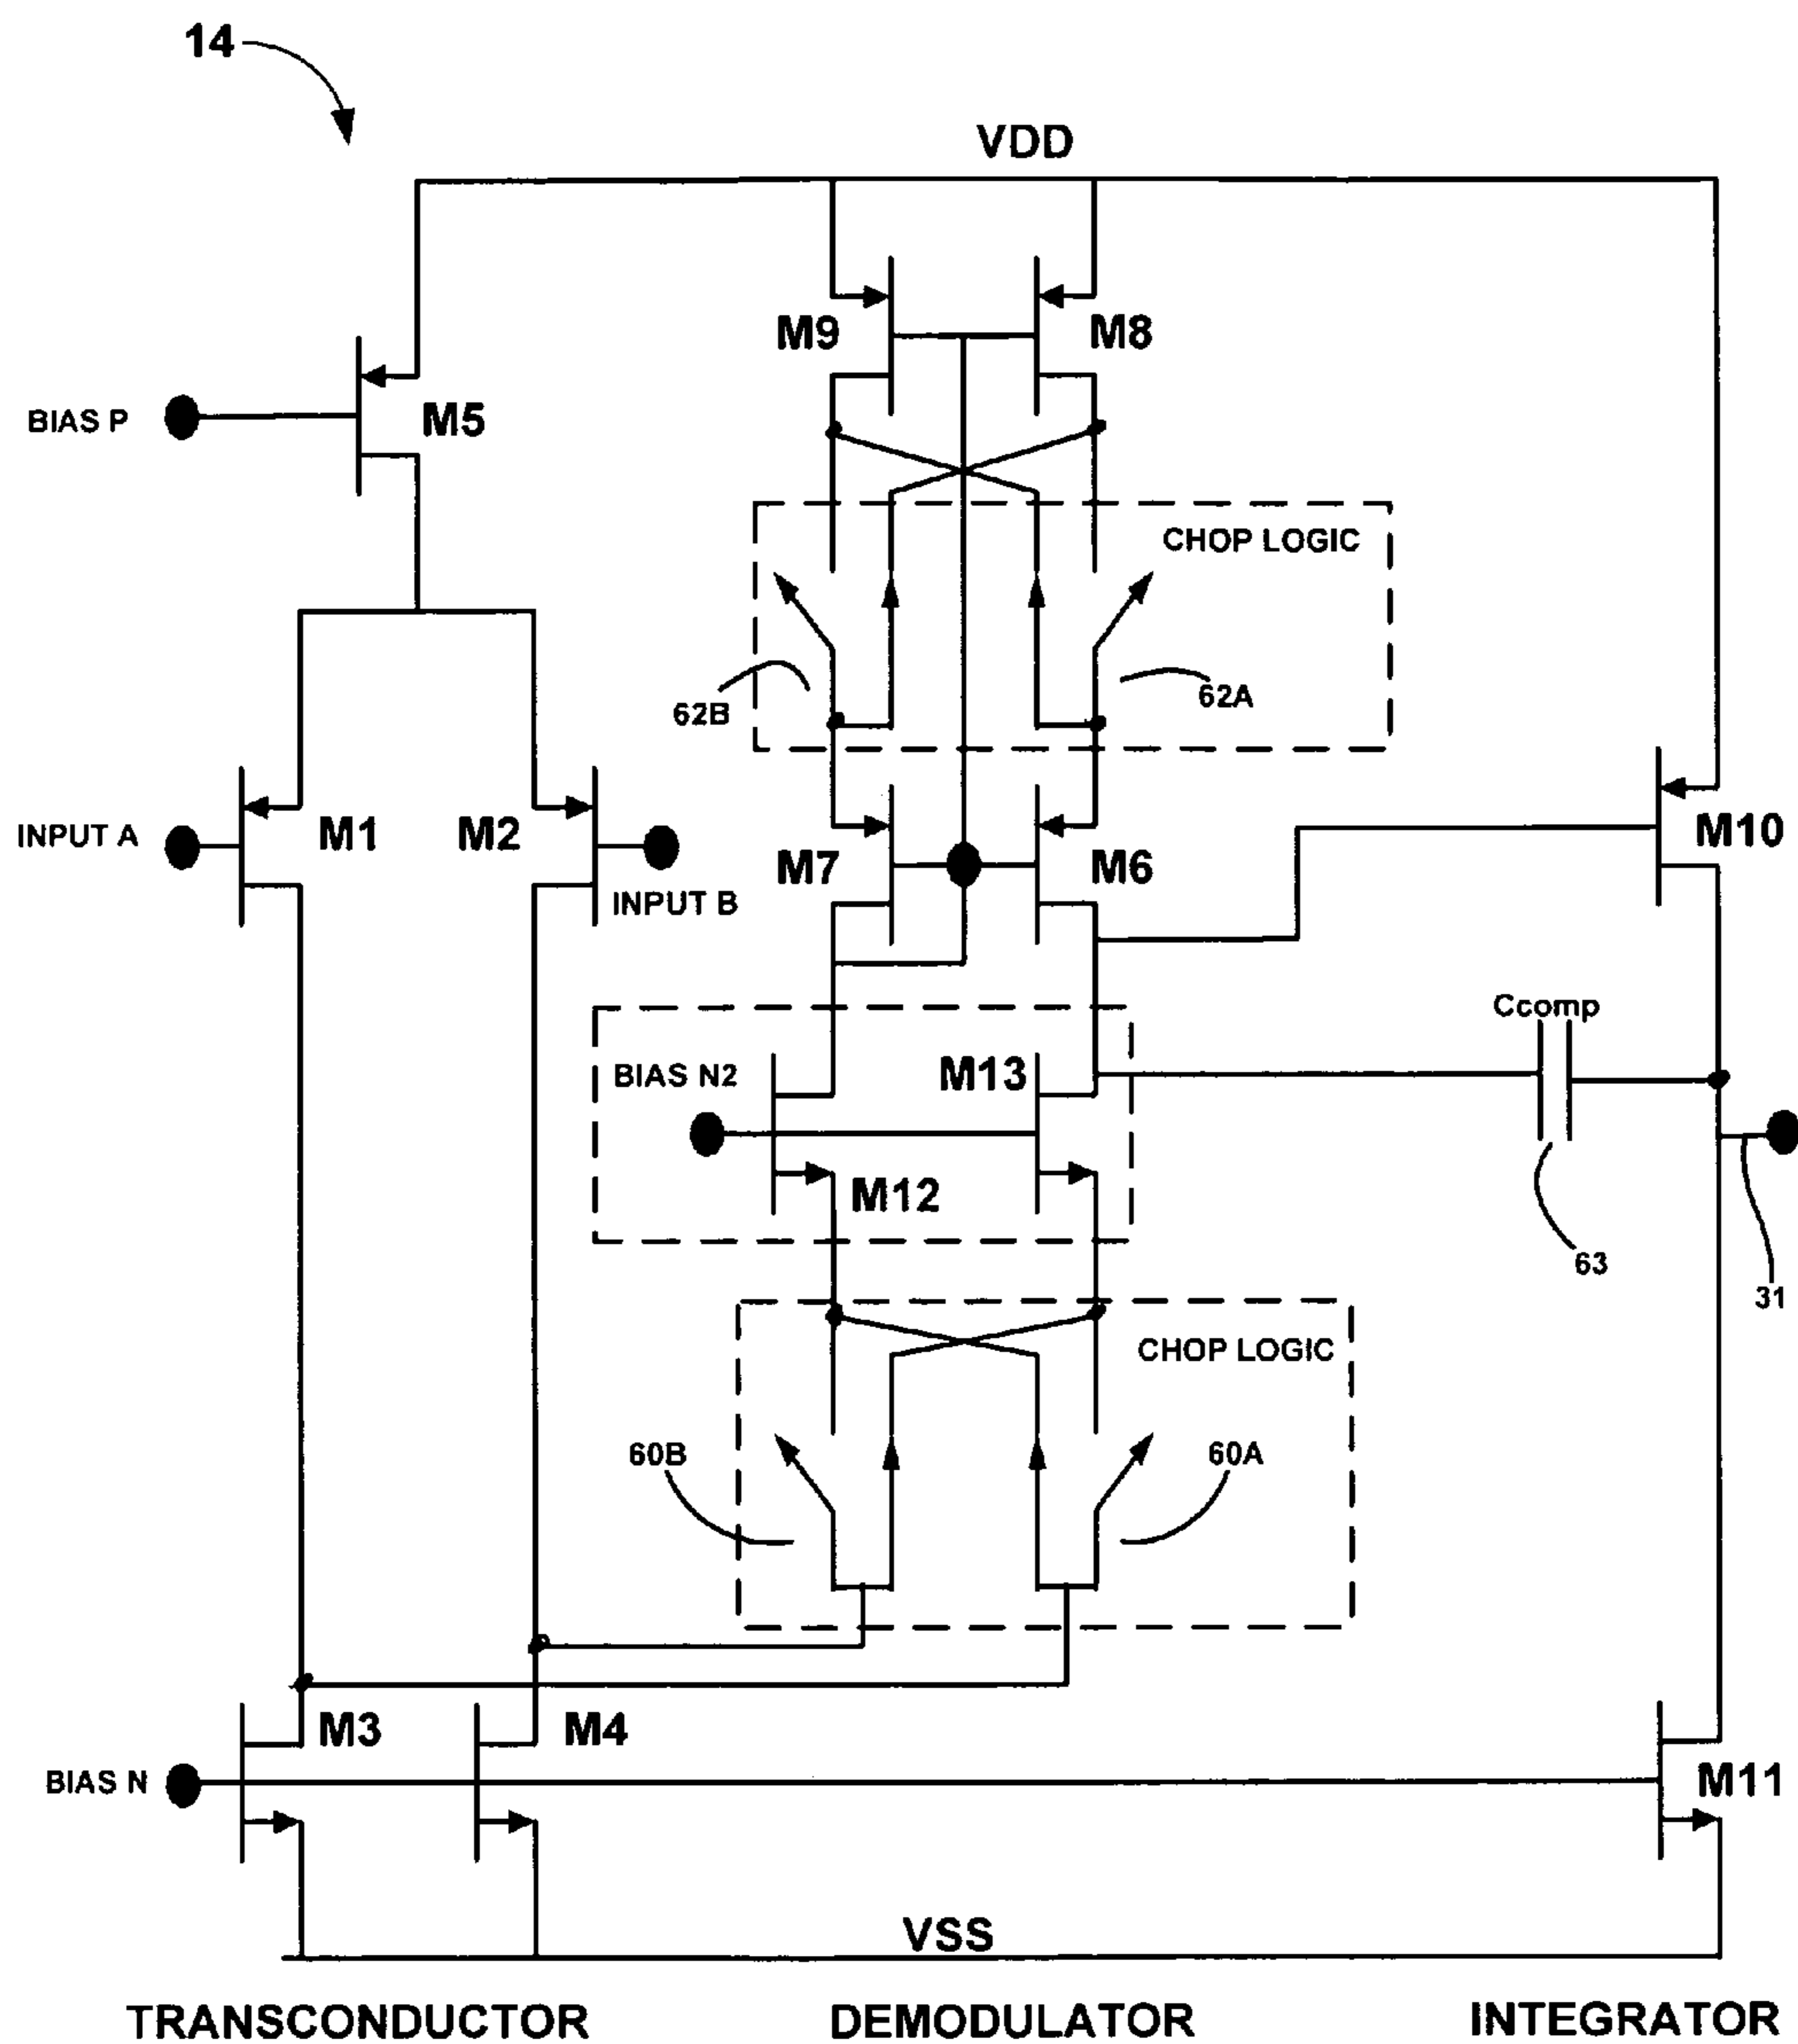 14
VDD
M9
M8
BIAS P
M5
CHOP LOGIC
62B
62A
INPUT A
M1
M2
INPUT B
M7
M6
M10
Ccomp
BIAS N2
M13
M12
63
31
CHOP LOGIC
60B
60A
M3
M4
BIAS N
M11
VSS
TRANSCONDUCTOR
DEMODULATOR
INTEGRATOR